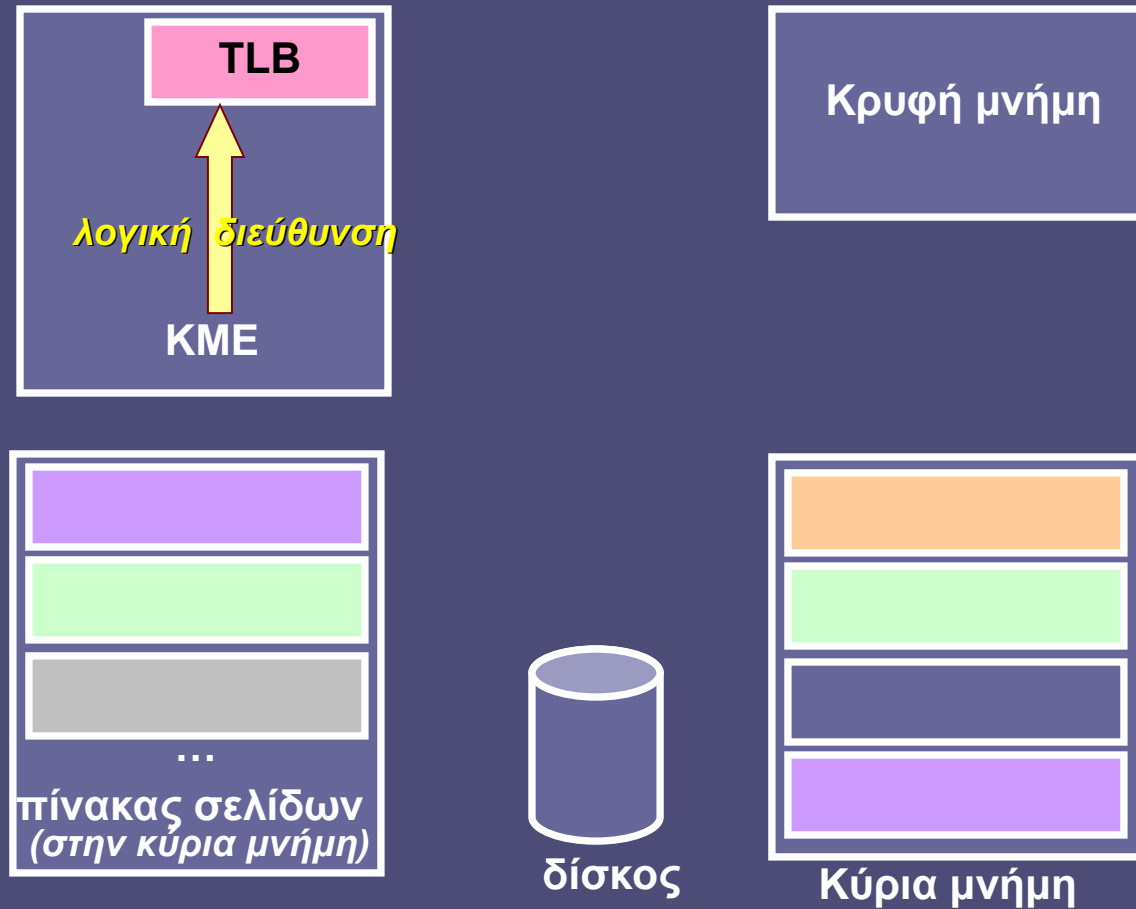 TLB
Κρυφή μνήμη
λογική διεύθυνση
ΚΜΕ
...
πίνακας σελίδων
(στην κύρια μνήμη)
δίσκος
Κύρια μνήμη